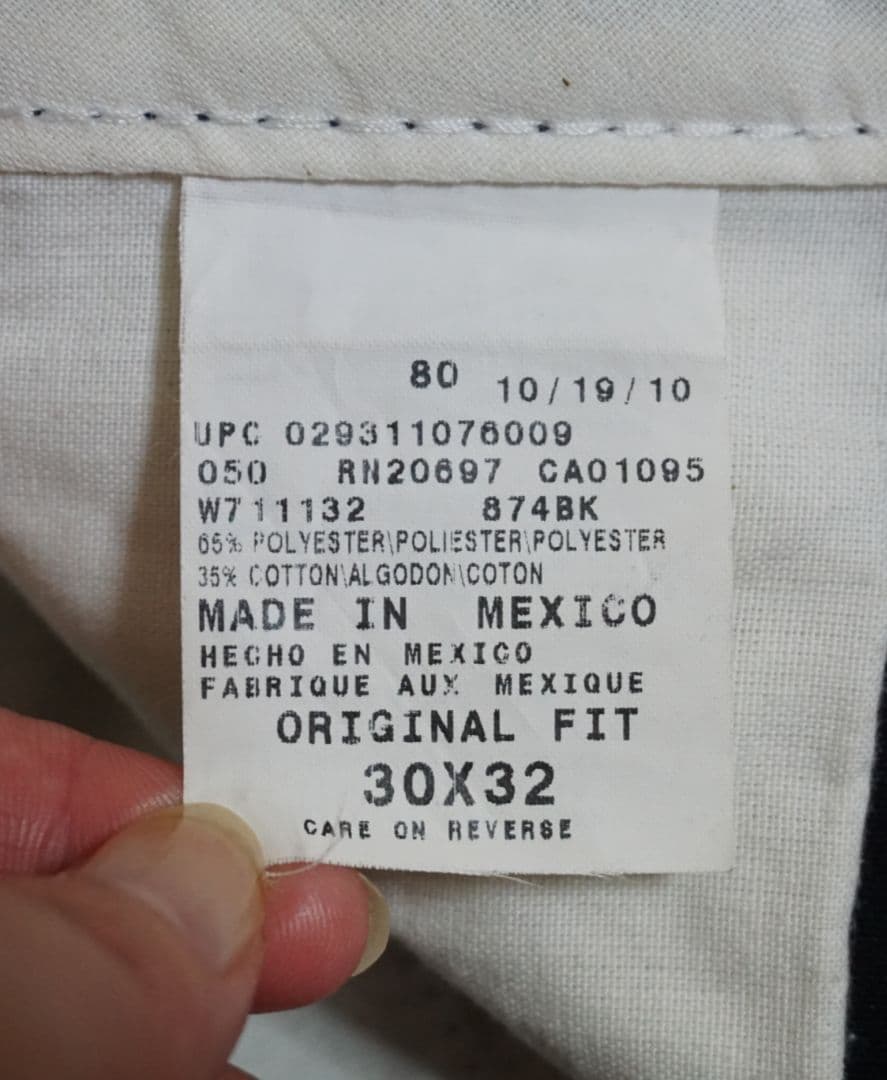 80 10/19/10
UPC 029311076009
050 RN20697 CA01095
W711132 874BK
65% POLYESTER\POLIESTER\POLYESTER
35% COTTON\ALGODON\COTON
MADE IN MEXICO
HECHO EN MEXICO
FABRIQUE AUX MEXIQUE
ORIGINAL FIT
30X32
CARE ON REVERSE